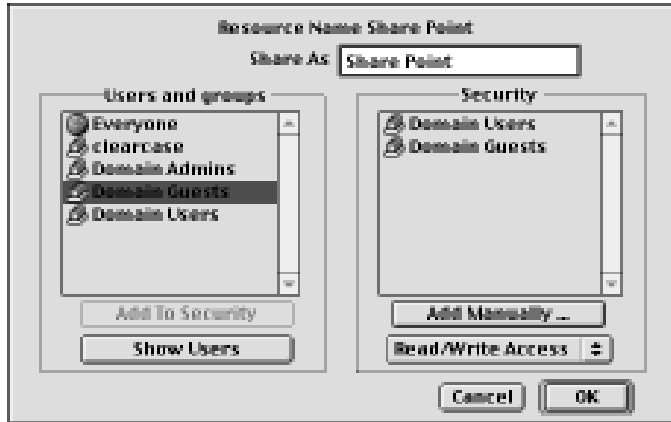 Resource Name Share Point
Share As Share Point
Users and groups
Everyone
clearcase
Domain Admins
Domain Guests
Domain Users
Add To Security
Show Users
Security
Domain Users
Domain Guests
Add Manually ...
Read/Write Access
Cancel OK